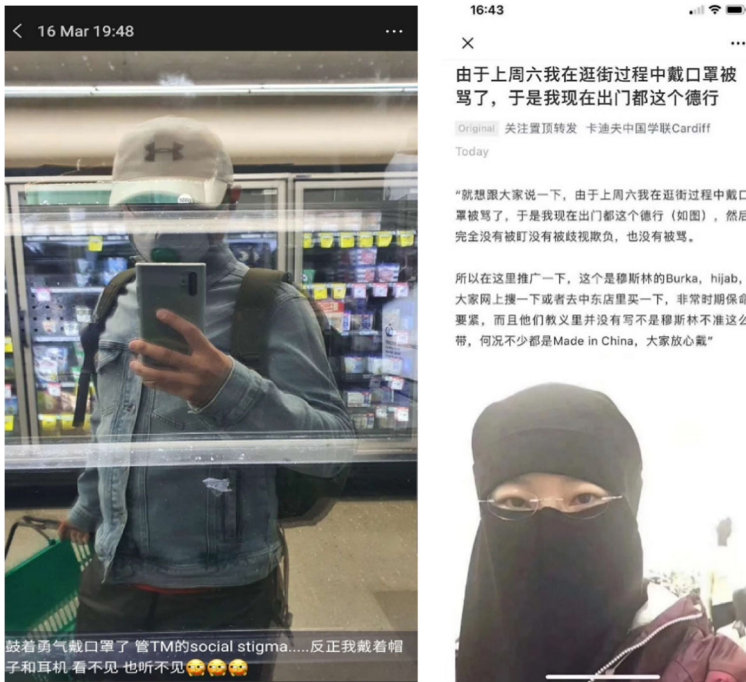 16 Mar 19:48
鼓着勇气戴口罩了 管TM的social stigma.....反正我戴着帽
子和耳机 看不见 也听不见
16:43
由于上周六我在逛街过程中戴口罩被
骂了，于是我现在出门都这个德行
Original 关注置顶转发 卡迪夫中国学联Cardiff
Today
“就想跟大家说一下，由于上周六我在逛街过程中戴口
罩被骂了，于是我现在出门都这个德行（如图），然后
完全没有被盯没有被歧视欺负，也没有被骂。
所以在这里推广一下，这个是穆斯林的Burka，hijab，
大家网上搜一下或者去中东店里买一下，非常时期保命
要紧，而且他们教义里并没有写不是穆斯林不准这么
带，何况不少都是Made in China，大家放心戴”